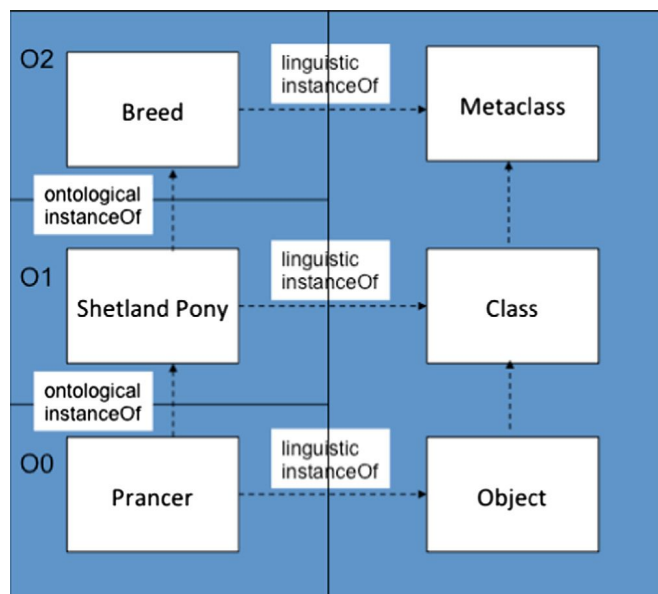 O2
Breed
linguistic
instanceOf
Metaclass
ontological
instanceOf
O1
Shetland Pony
linguistic
instanceOf
Class
ontological
instanceOf
O0
Prancer
linguistic
instanceOf
Object